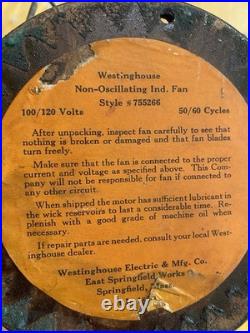 Westinghouse
Non-Oscillating Ind. Fan
Style #755266
100/120 Volts 50/60 Cycles
After unpacking, inspect fan carefully to see that
nothing is broken or damaged and that fan blades
turn freely.
Make sure that the fan is connected to the proper
current and voltage as specified above. This Company
will not be responsible for fan if connected to
any other circuit.
When shipped the motor has sufficient lubricant in
the wick reservoirs to last a considerable time. Re-
plenish with a good grade of machine oil when
necessary.
If repair parts are needed, consult your local West-
inghouse dealer.
Westinghouse Electric & Mfg. Co.
East Springfield Works
Springfield, Mass.